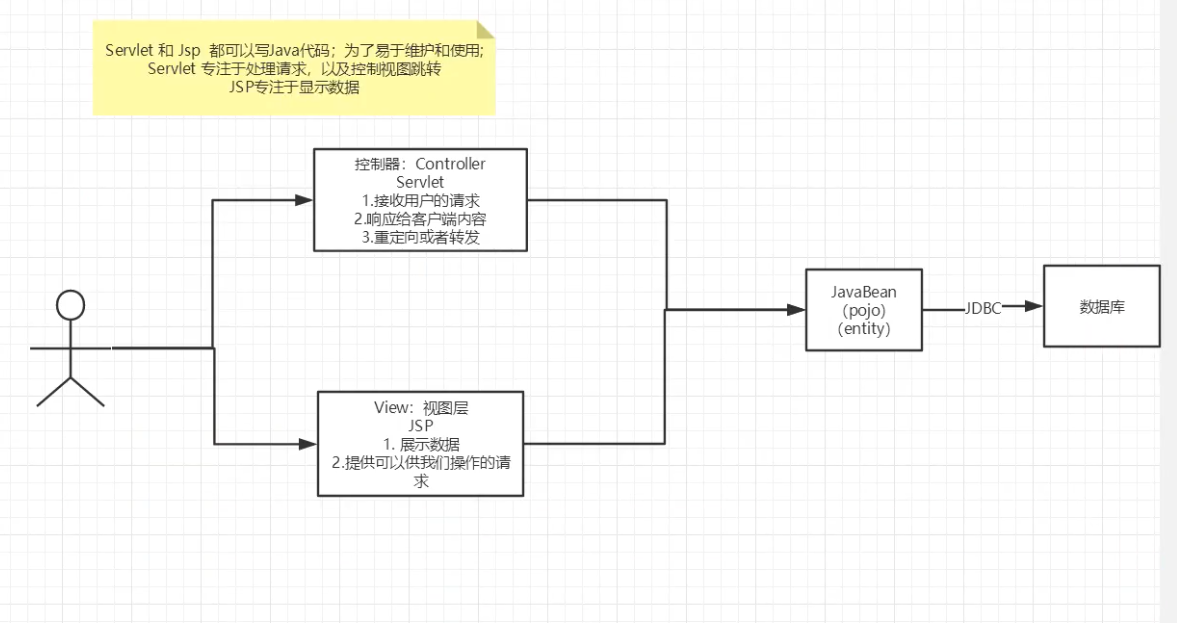 Servlet 和 Jsp 都可以写Java代码；为了易于维护和使用;
Servlet 专注于处理请求，以及控制视图跳转
JSP专注于显示数据
控制器：Controller
Servlet
1.接收用户的请求
2.响应给客户端内容
3.重定向或者转发
JavaBean
（pojo）
（entity）
JDBC
数据库
View：视图层
JSP
1. 展示数据
2.提供可以供我们操作的请
求